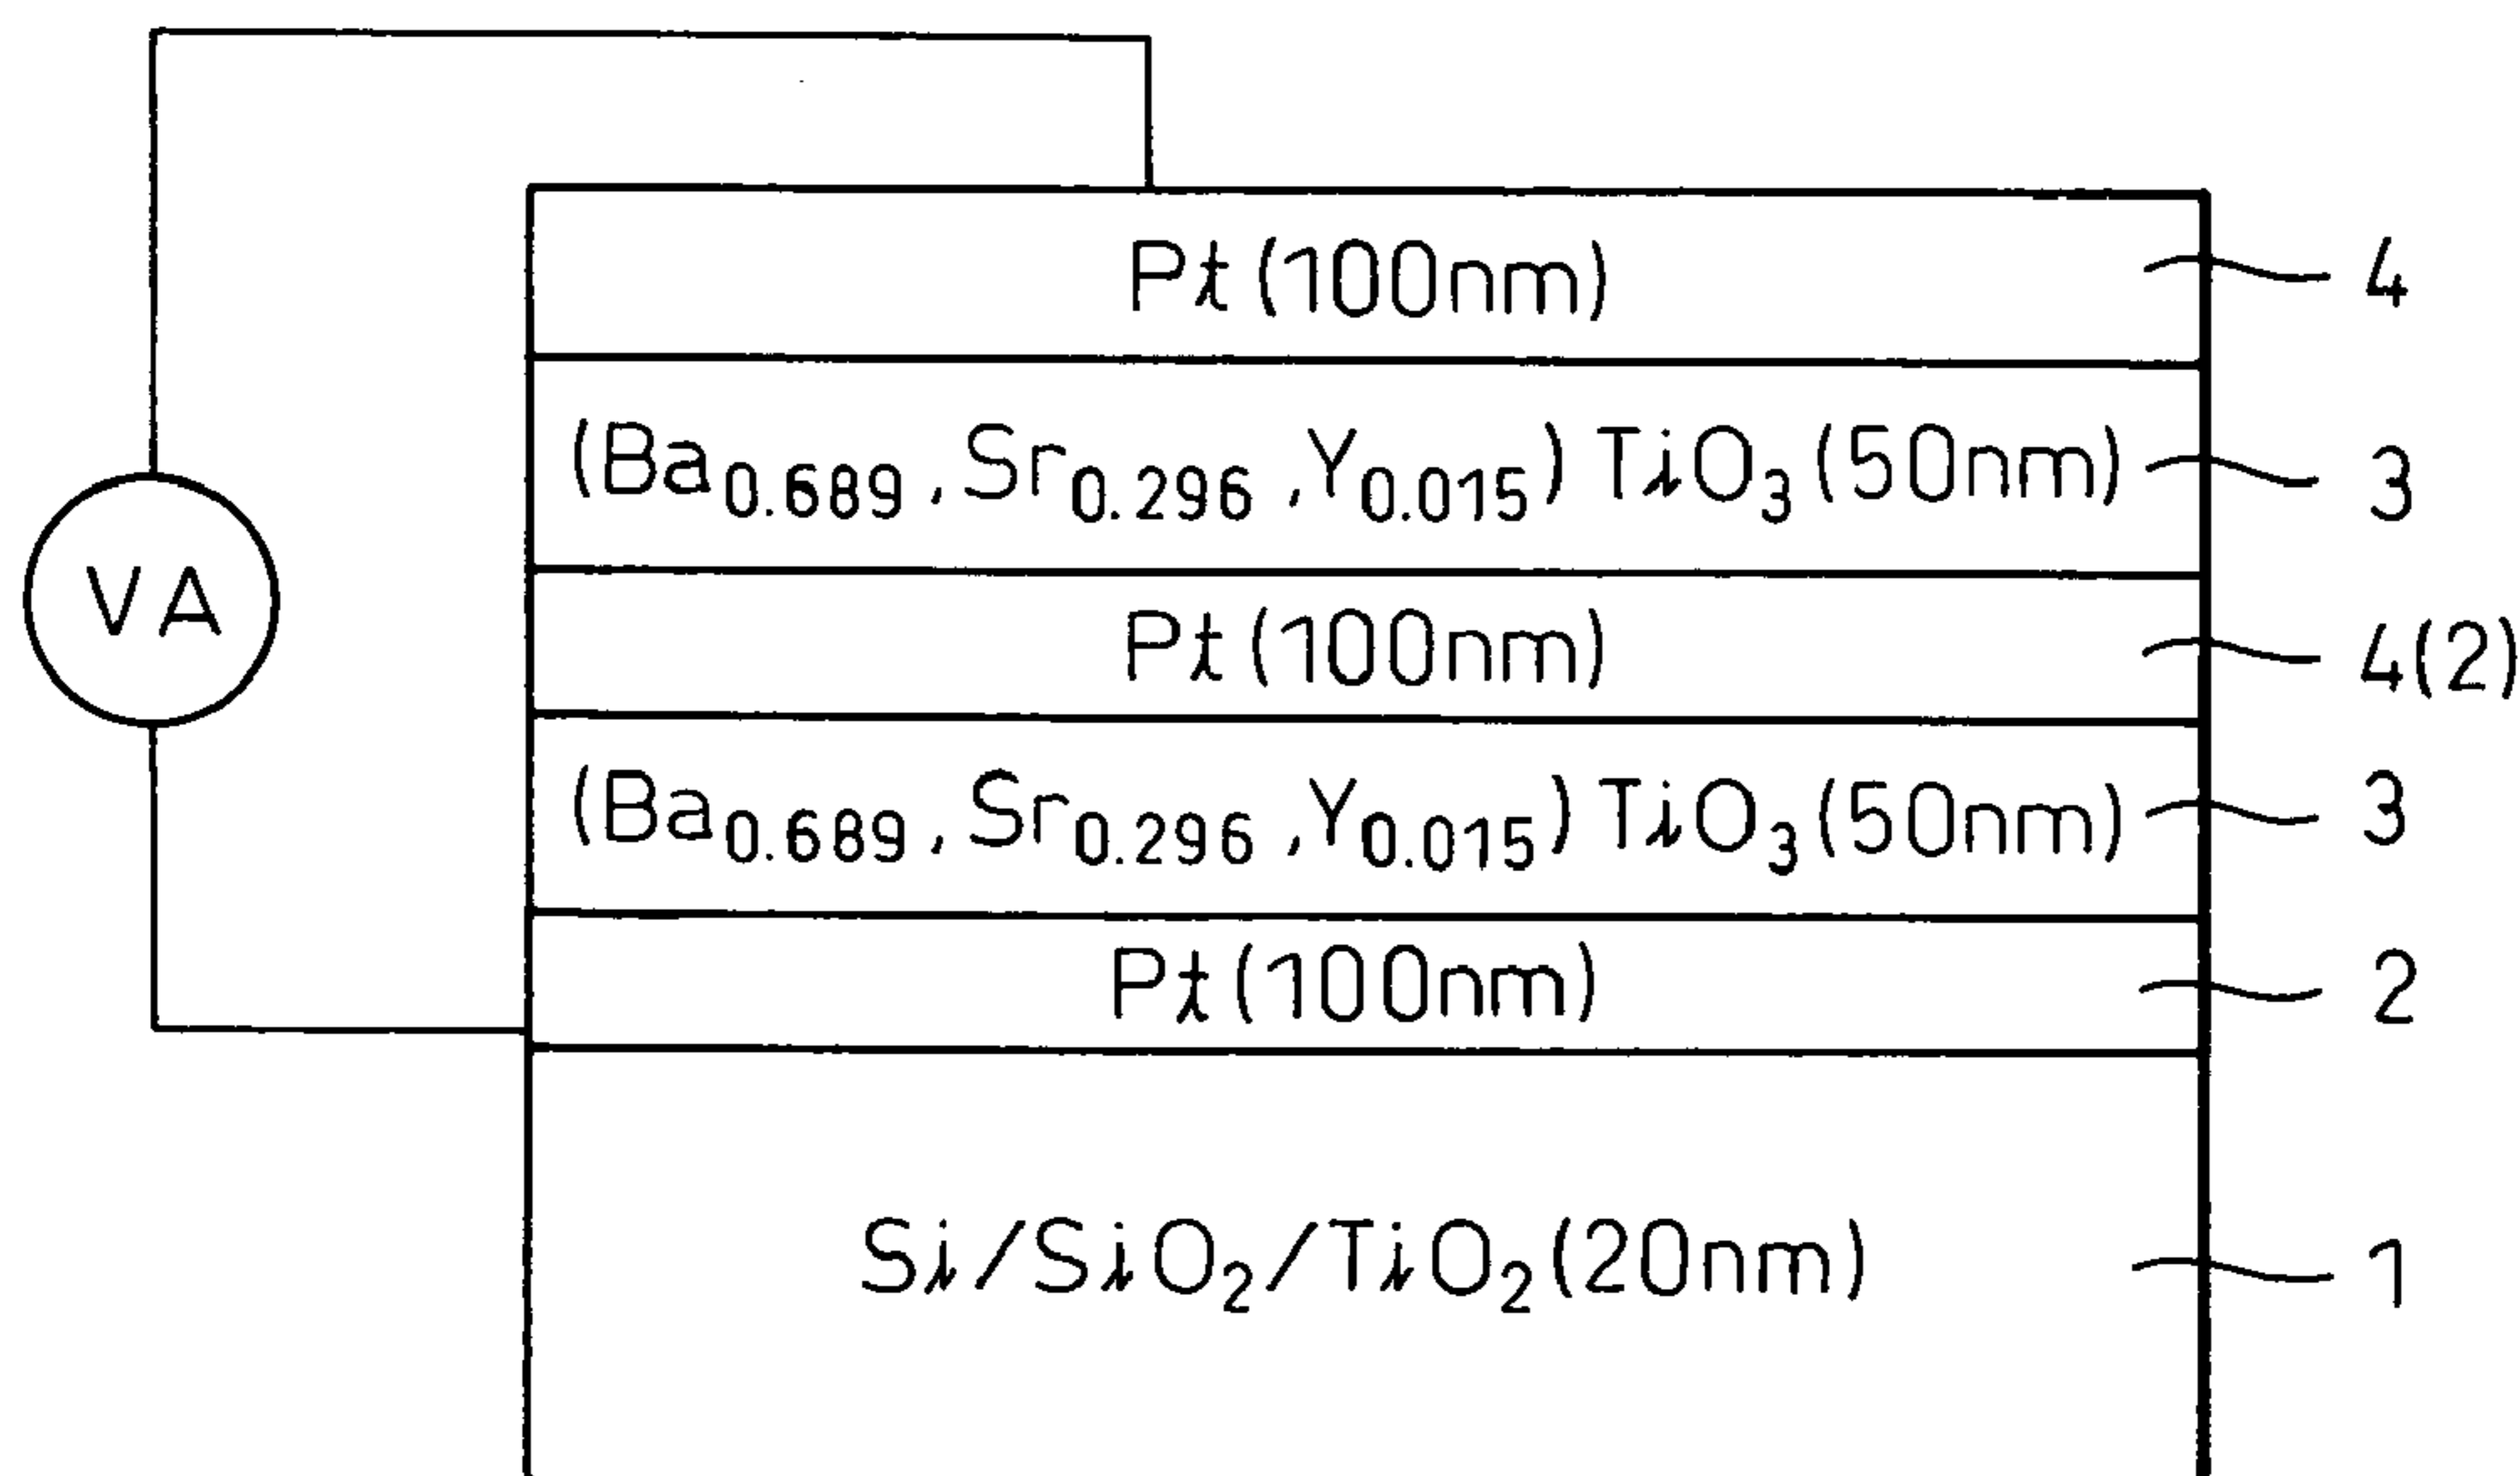 Pt(100nm) 4
(Ba0.689,Sr0.296,Y0.015)TiO3(50nm) 3
VA
Pt(100nm) 4(2)
(Ba0.689,Sr0.296,Y0.015)TiO3(50nm) 3
Pt(100nm) 2
Si/SiO2/TiO2(20nm) 1